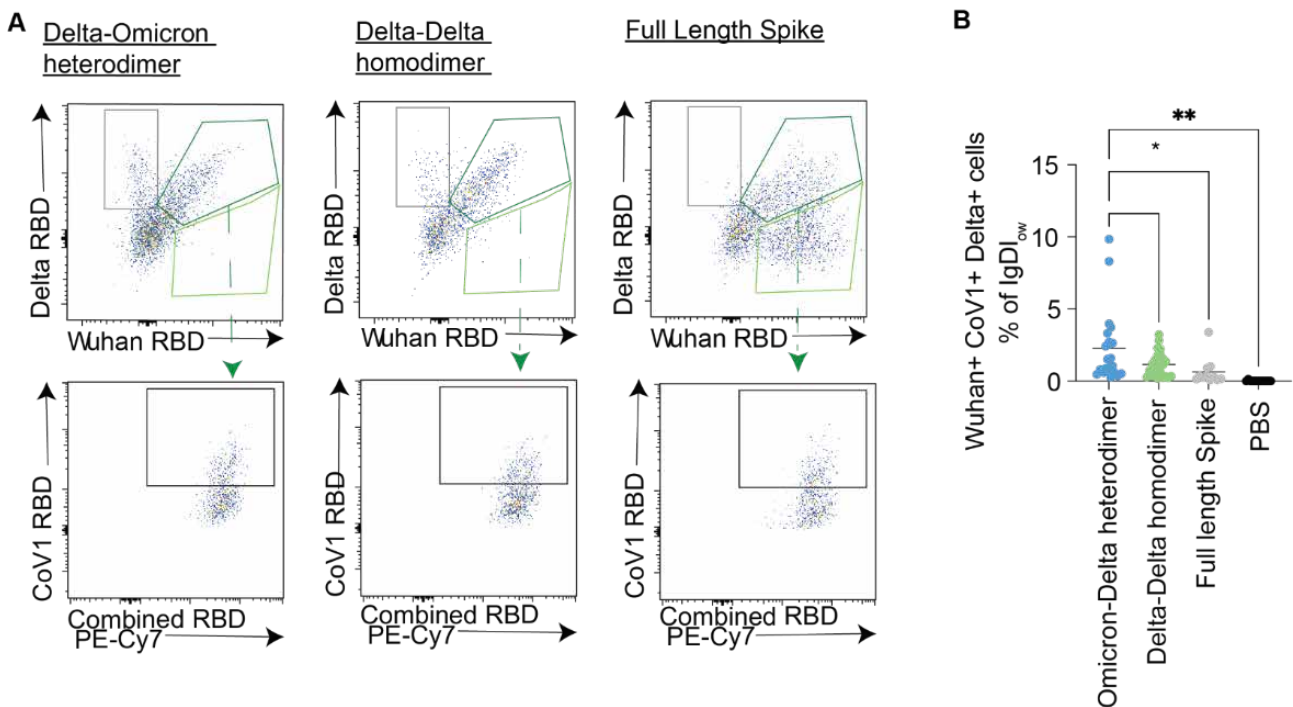 A
Delta-Omicron
heterodimer
Delta-Delta
homodimer
Full Length Spike
Delta RBD
Wuhan RBD
Delta RBD
Wuhan RBD
Delta RBD
Wuhan RBD
CoV1 RBD
Combined RBD
PE-Cy7
CoV1 RBD
Combined RBD
PE-Cy7
CoV1 RBD
Combined RBD
PE-Cy7
B
Wuhan+ CoV1+ Delta+ cells
% of IgDlow
**
*
15
10
5
0
Omicron-Delta heterodimer
Delta-Delta homodimer
Full length Spike
PBS